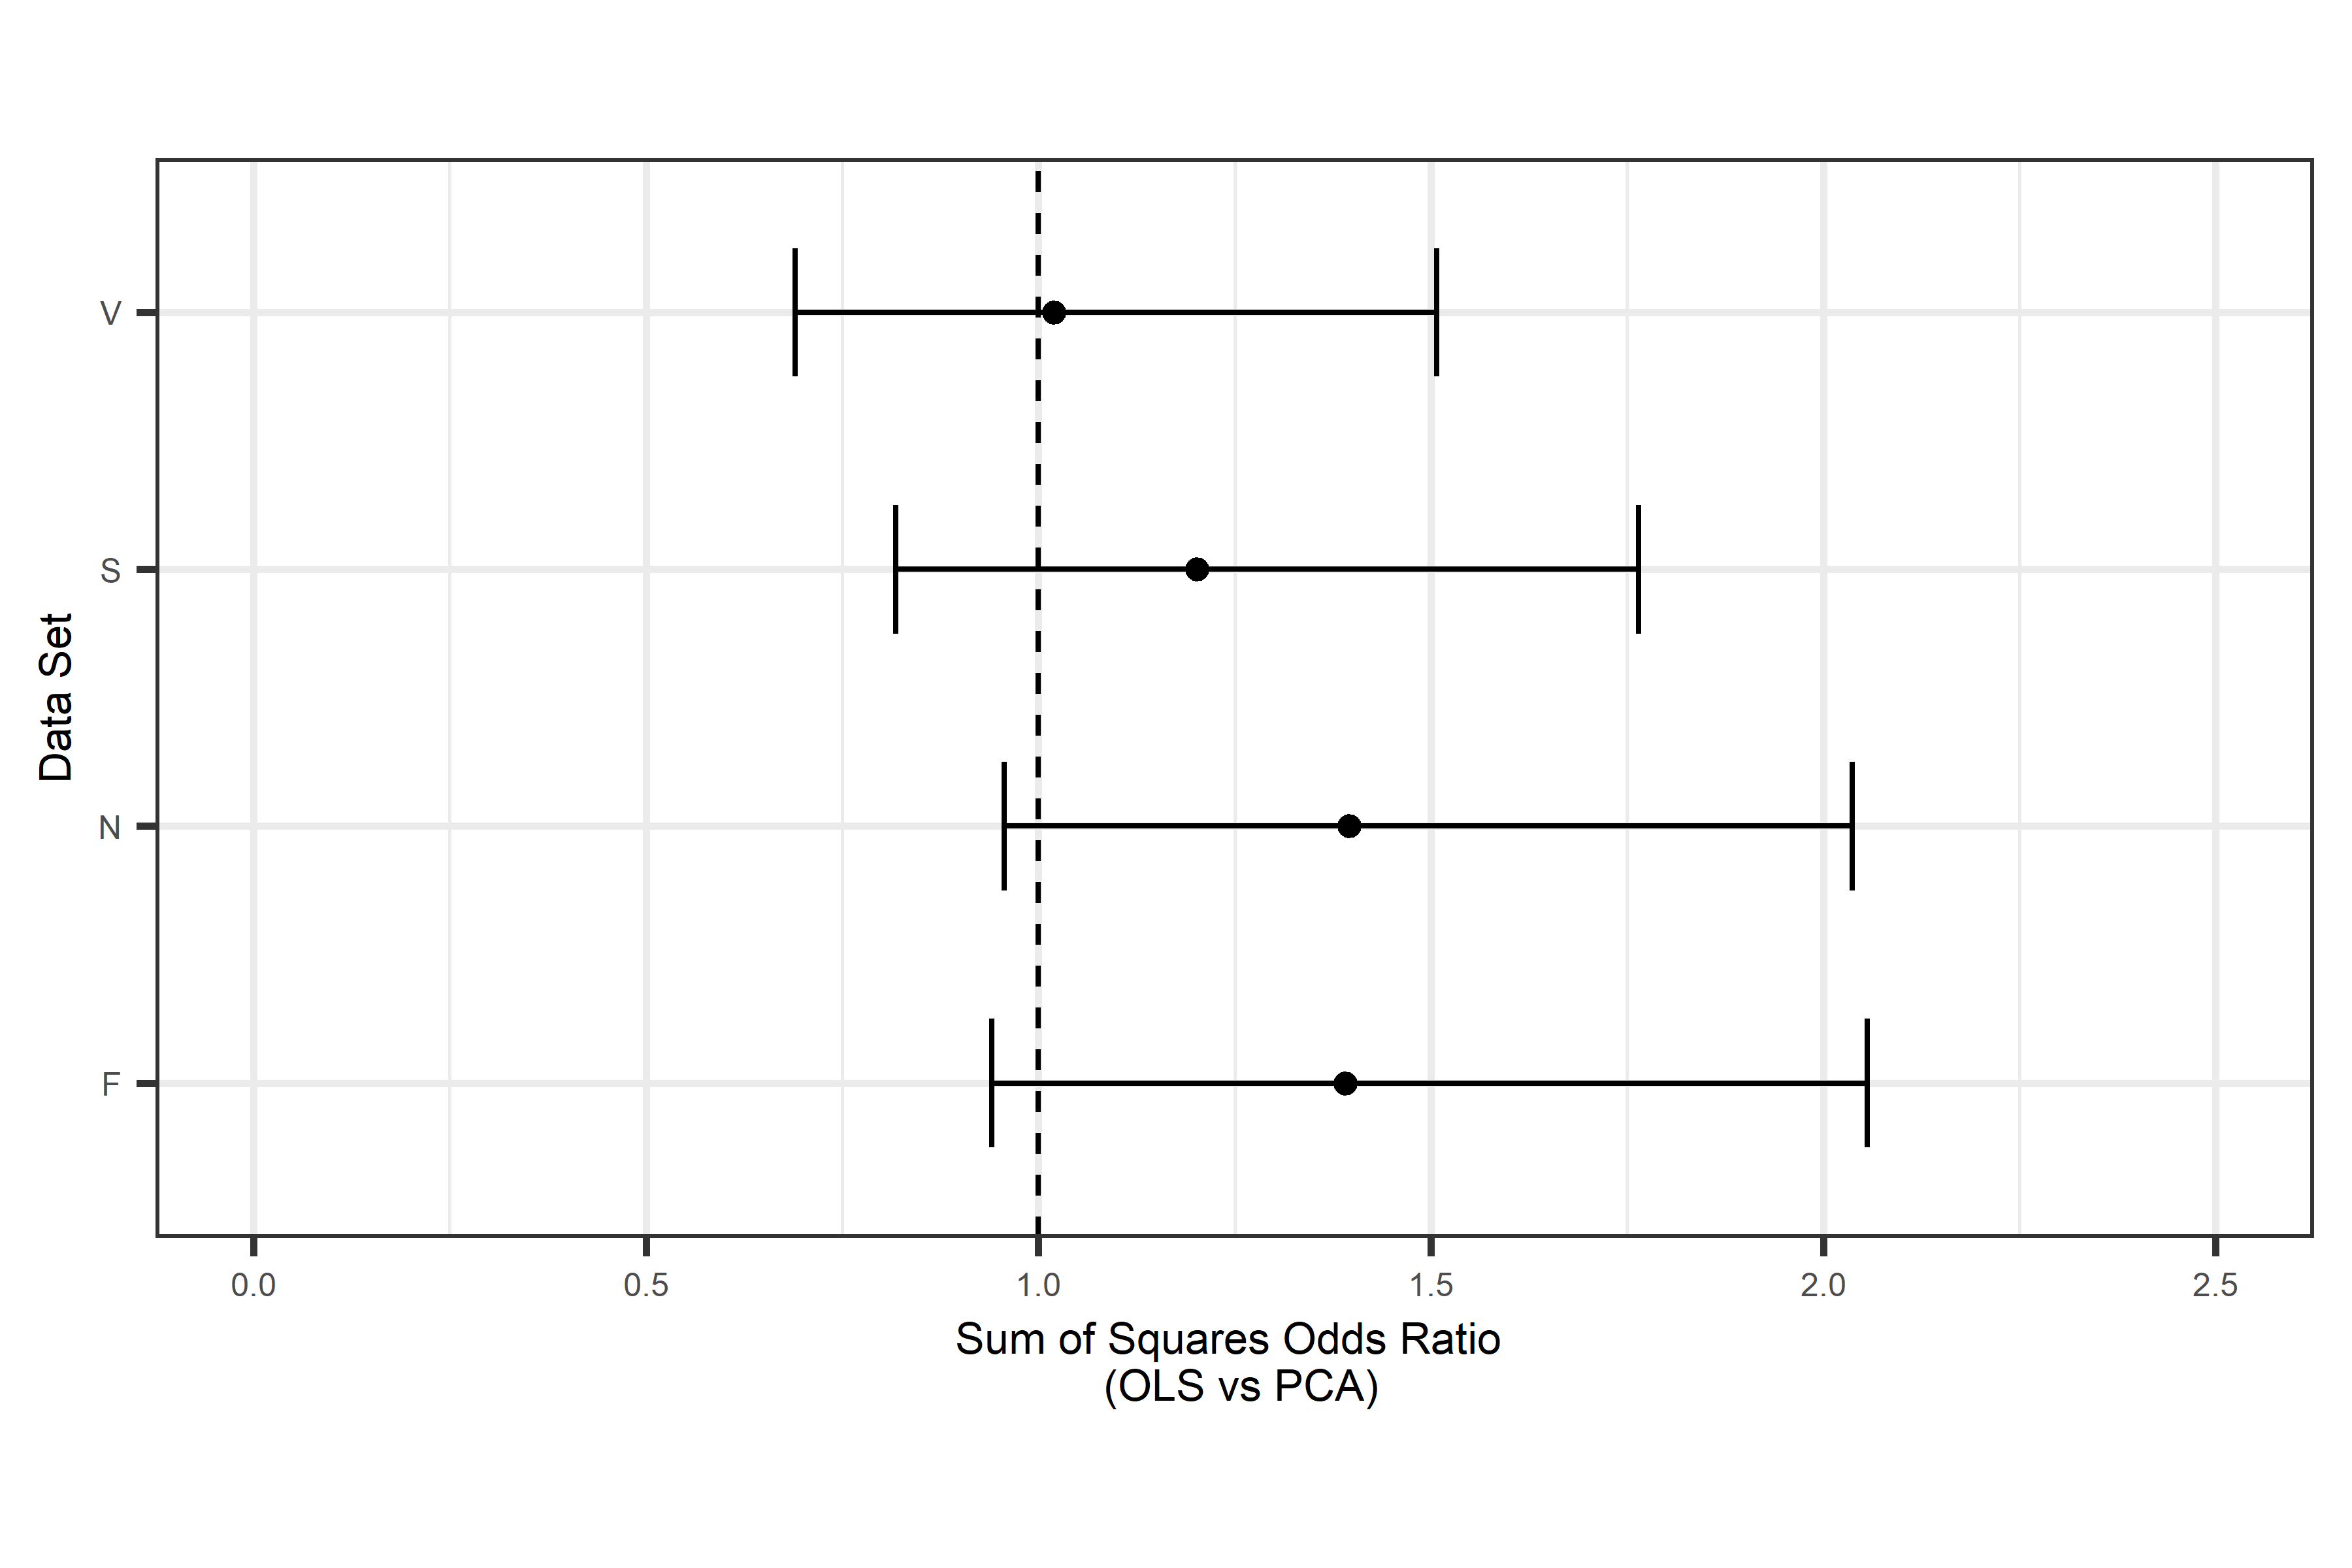 V
S
N
F
Data Set
0.0 0.5 1.0 1.5 2.0 2.5
Sum of Squares Odds Ratio
(OLS vs PCA)